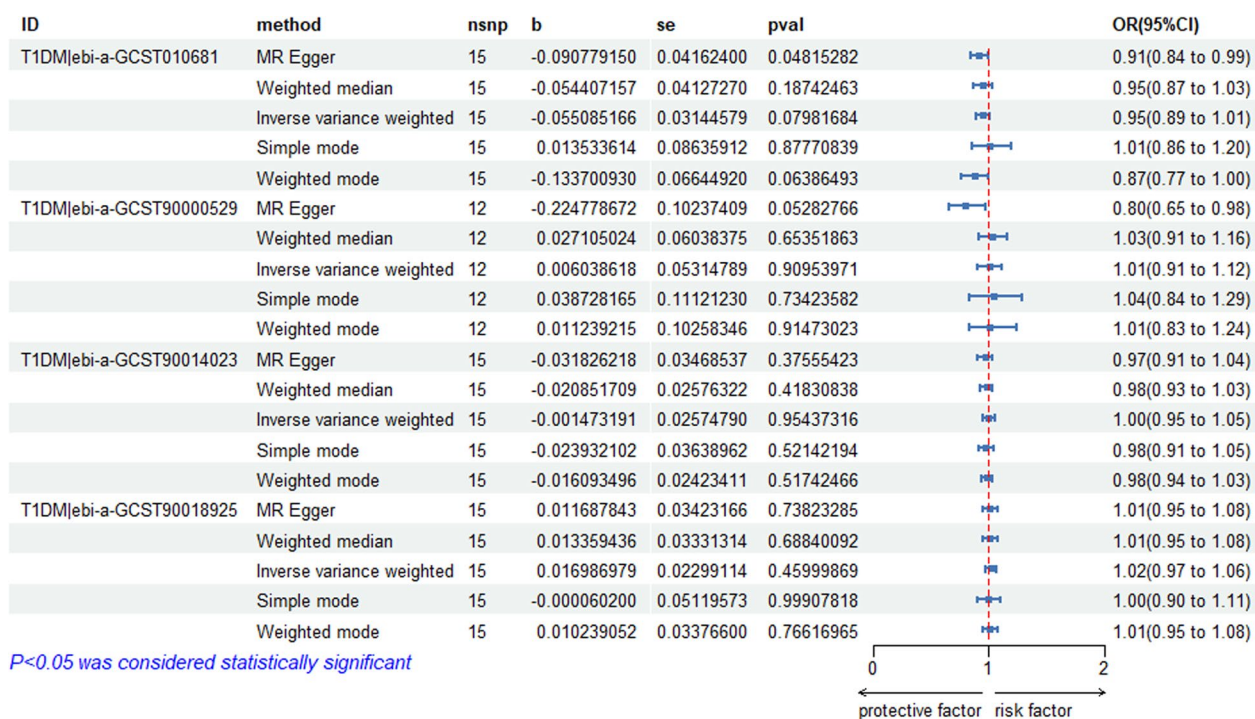 ID method nsnp b se pval OR(95%CI)
T1DM|ebi-a-GCST010681 MR Egger 15 -0.090779150 0.04162400 0.04815282 0.91(0.84 to 0.99)
Weighted median 15 -0.054407157 0.04127270 0.18742463 0.95(0.87 to 1.03)
Inverse variance weighted 15 -0.055085166 0.03144579 0.07981684 0.95(0.89 to 1.01)
Simple mode 15 0.013533614 0.08635912 0.87770839 1.01(0.86 to 1.20)
Weighted mode 15 -0.133700930 0.06644920 0.06386493 0.87(0.77 to 1.00)
T1DM|ebi-a-GCST90000529 MR Egger 12 -0.224778672 0.10237409 0.05282766 0.80(0.65 to 0.98)
Weighted median 12 0.027105024 0.06038375 0.65351863 1.03(0.91 to 1.16)
Inverse variance weighted 12 0.006038618 0.05314789 0.90953971 1.01(0.91 to 1.12)
Simple mode 12 0.038728165 0.11121230 0.73423582 1.04(0.84 to 1.29)
Weighted mode 12 0.011239215 0.10258346 0.91473023 1.01(0.83 to 1.24)
T1DM|ebi-a-GCST90014023 MR Egger 15 -0.031826218 0.03468537 0.37555423 0.97(0.91 to 1.04)
Weighted median 15 -0.020851709 0.02576322 0.41830838 0.98(0.93 to 1.03)
Inverse variance weighted 15 -0.001473191 0.02574790 0.95437316 1.00(0.95 to 1.05)
Simple mode 15 -0.023932102 0.03638962 0.52142194 0.98(0.91 to 1.05)
Weighted mode 15 -0.016093496 0.02423411 0.51742466 0.98(0.94 to 1.03)
T1DM|ebi-a-GCST90018925 MR Egger 15 0.011687843 0.03423166 0.73823285 1.01(0.95 to 1.08)
Weighted median 15 0.013359436 0.03331314 0.68840092 1.01(0.95 to 1.08)
Inverse variance weighted 15 0.016986979 0.02299114 0.45999869 1.02(0.97 to 1.06)
Simple mode 15 -0.000060200 0.05119573 0.99907818 1.00(0.90 to 1.11)
Weighted mode 15 0.010239052 0.03376600 0.76616965 1.01(0.95 to 1.08)
P<0.05 was considered statistically significant
0 1 2
protective factor risk factor